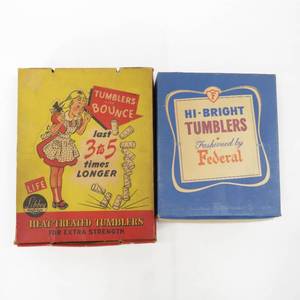 TUMBLERS
BOUNCE
last
3 to 5
times
LONGER
LIFE
Libbey
HEAT-TREATED TUMBLERS
FOR EXTRA STRENGTH
F
HI-BRIGHT
TUMBLERS
Fashioned by
Federal